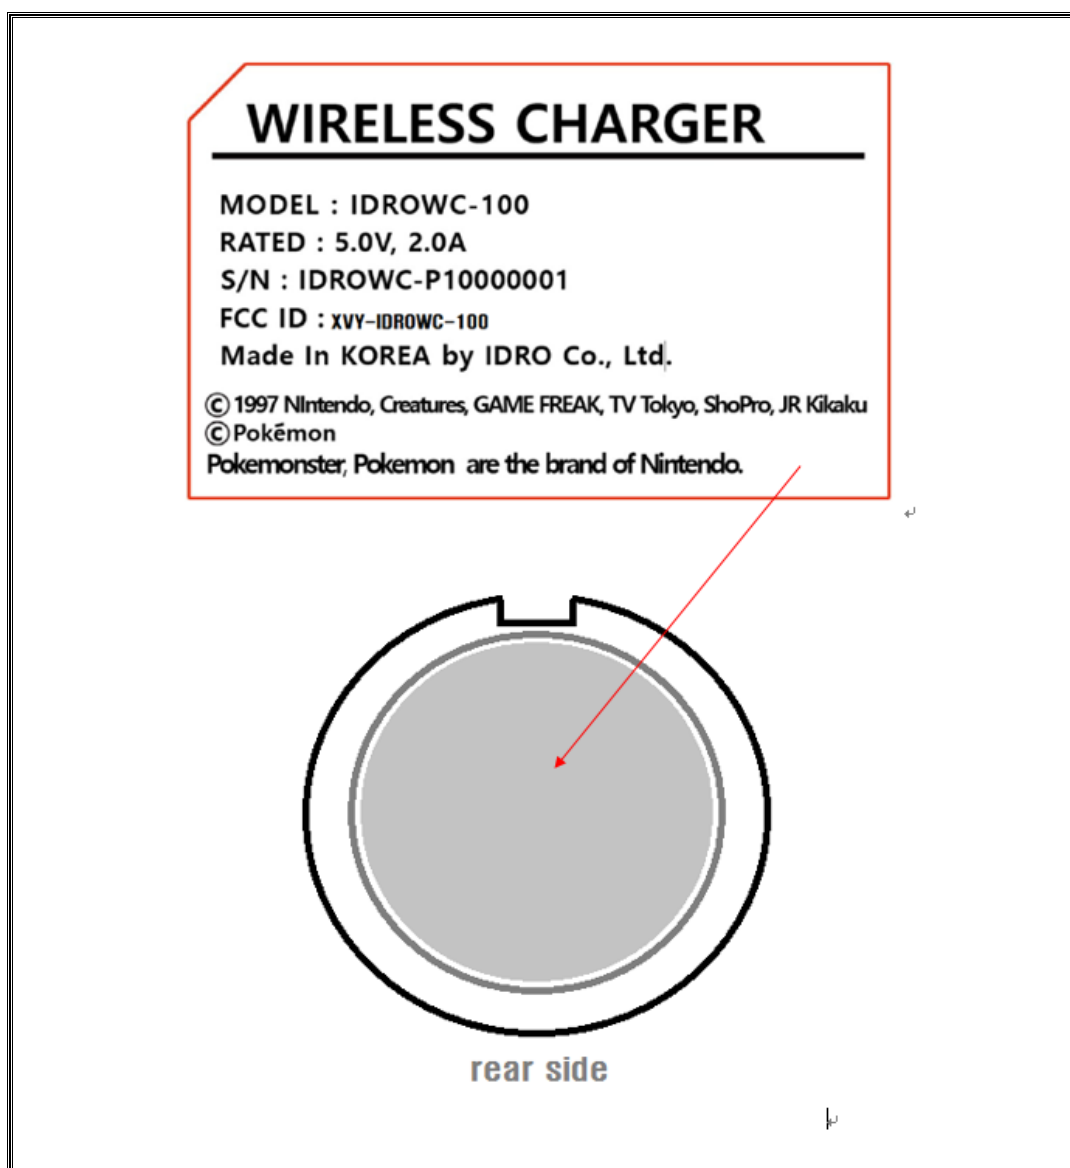 WIRELESS CHARGER
MODEL : IDROWC-100
RATED : 5.0V, 2.0A
S/N : IDROWC-P10000001
FCC ID : XVY-IDROWC-100
Made In KOREA by IDRO Co., Ltd.
© 1997 NIntendo, Creatures, GAME FREAK, TV Tokyo, ShoPro, JR Kikaku
© Pokémon
Pokemonster, Pokemon are the brand of Nintendo.
rear side